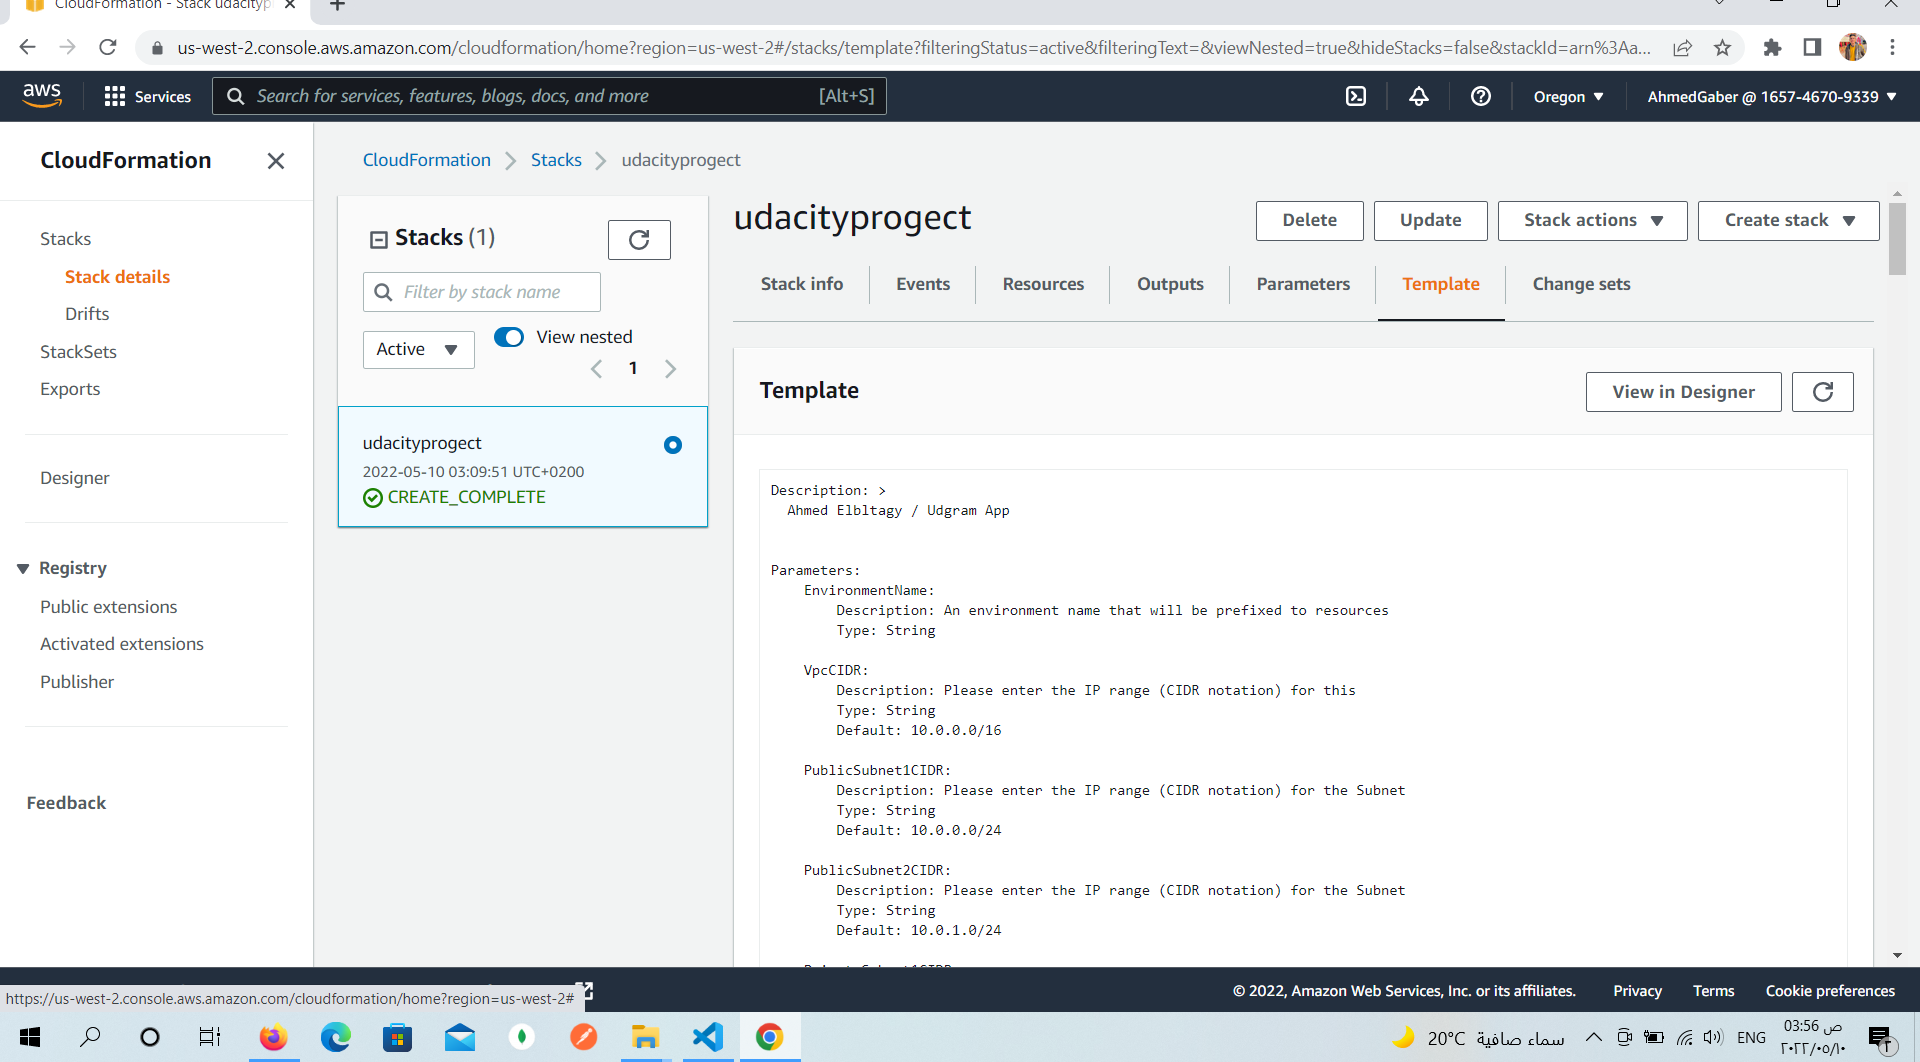 CloudFormation - Stack udacityp
us-west-2.console.aws.amazon.com/cloudformation/home?region=us-west-2#/stacks/template?filteringStatus=active&filteringText=&viewNested=true&hideStacks=false&stackId=arn%3Aa...
aws
Services
Search for services, features, blogs, docs, and more
[Alt+S]
Oregon ▼
AhmedGaber @ 1657-4670-9339 ▼
CloudFormation
Stacks
Stack details
Drifts
StackSets
Exports
Designer
Registry
Public extensions
Activated extensions
Publisher
Feedback
CloudFormation > Stacks > udacityprogect
Stacks (1)
Filter by stack name
Active ▼
View nested
< 1 >
udacityprogect
2022-05-10 03:09:51 UTC+0200
CREATE_COMPLETE
udacityprogect
Delete
Update
Stack actions ▼
Create stack ▼
Stack info
Events
Resources
Outputs
Parameters
Template
Change sets
Template
View in Designer
Description: >
Ahmed Elbltagy / Udgram App
Parameters:
EnvironmentName:
Description: An environment name that will be prefixed to resources
Type: String
VpcCIDR:
Description: Please enter the IP range (CIDR notation) for this
Type: String
Default: 10.0.0.0/16
PublicSubnet1CIDR:
Description: Please enter the IP range (CIDR notation) for the Subnet
Type: String
Default: 10.0.0.0/24
PublicSubnet2CIDR:
Description: Please enter the IP range (CIDR notation) for the Subnet
Type: String
Default: 10.0.1.0/24
https://us-west-2.console.aws.amazon.com/cloudformation/home?region=us-west-2#
© 2022, Amazon Web Services, Inc. or its affiliates.
Privacy
Terms
Cookie preferences
20°C سماء صافية
ENG
03:56 ص
٢٠٢٢/٠٥/١٠
٢